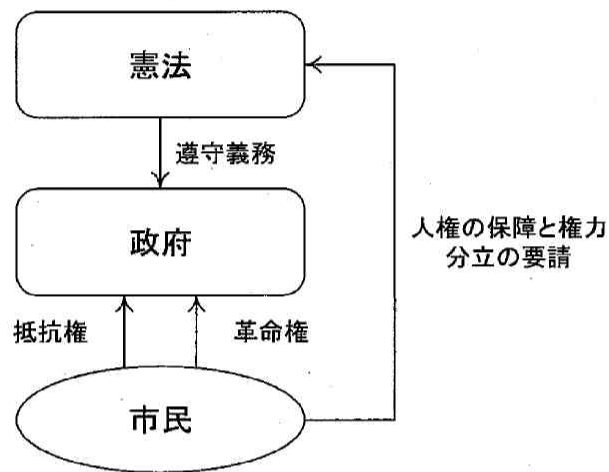 憲法
遵守義務
政府
人権の保障と権力
分立の要請
抵抗権
革命権
市民